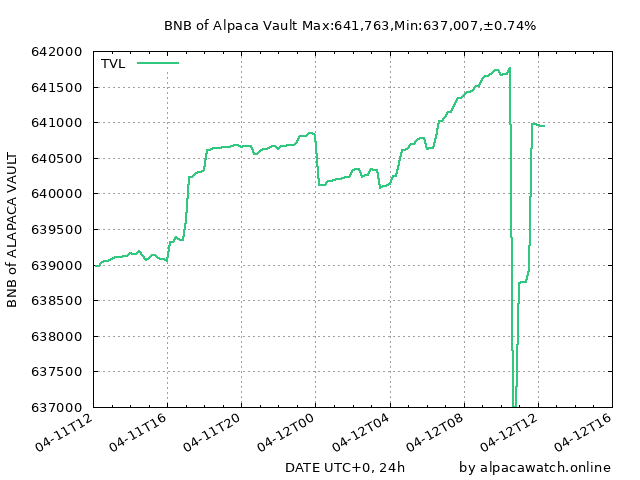 BNB of Alpaca Vault Max:641,763,Min:637,007,±0.74%
642000
TVL
641500
641000
640500
640000
639500
639000
638500
638000
637500
637000
BNB of ALAPACA VAULT
04-11T12
04-11T16
04-11T20
04-12T00
04-12T04
04-12T08
04-12T12
04-12T16
DATE UTC+0, 24h
by alpacawatch.online